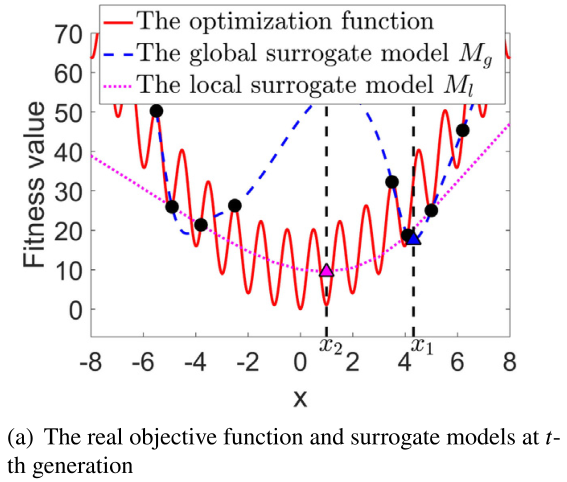 The optimization function
The global surrogate model M_g
The local surrogate model M_l
70
60
50
40
30
20
10
0
Fitness value
-8 -6 -4 -2 0 2 4 6 8
x_2 x_1
x
(a) The real objective function and surrogate models at t-
th generation